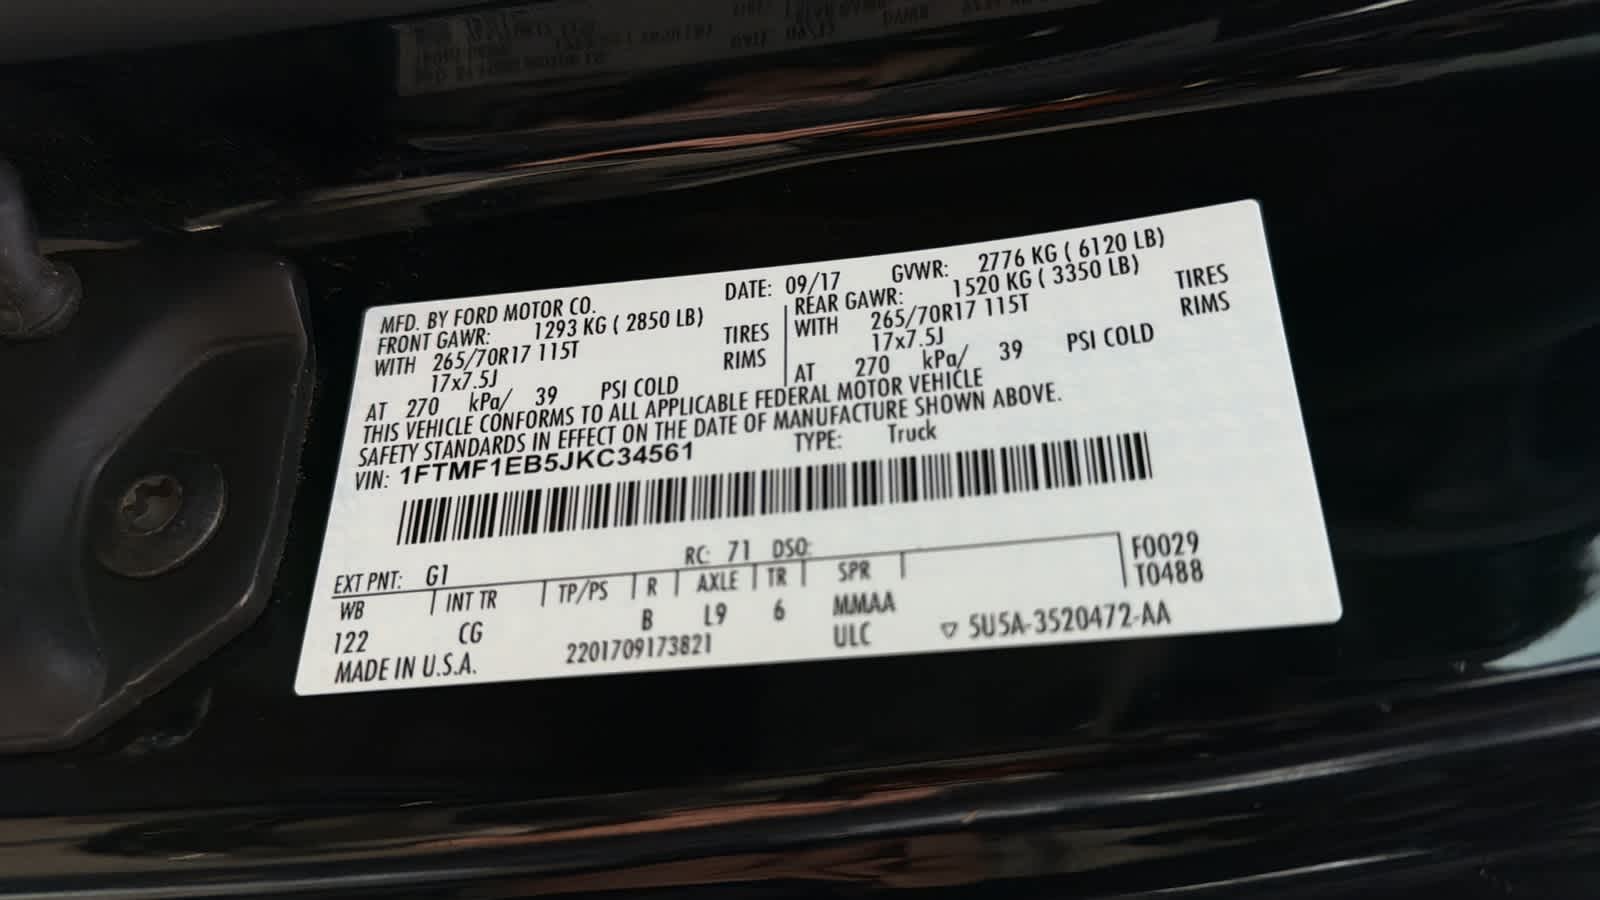 MFD. BY FORD MOTOR CO.
DATE: 09/17
GVWR: 2776 KG ( 6120 LB)
FRONT GAWR: 1293 KG ( 2850 LB)
WITH 265/70R17 115T TIRES
17x7.5J RIMS
AT 270 kPa/ 39 PSI COLD
REAR GAWR: 1520 KG ( 3350 LB)
WITH 265/70R17 115T TIRES
17x7.5J RIMS
AT 270 kPa/ 39 PSI COLD
THIS VEHICLE CONFORMS TO ALL APPLICABLE FEDERAL MOTOR VEHICLE
SAFETY STANDARDS IN EFFECT ON THE DATE OF MANUFACTURE SHOWN ABOVE.
VIN: 1FTMF1EB5JKC34561 TYPE: Truck
EXT PNT: G1 RC: 71 DSO: F0029
WB INT TR TP/PS R AXLE TR SPR T0488
122 CG B L9 6 MMAA
MADE IN U.S.A. 2201709173821 ULC ▽ 5U5A-3520472-AA